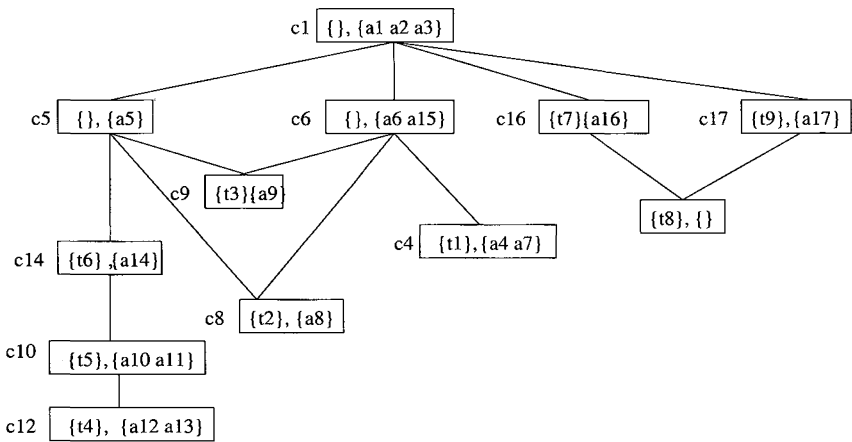 c1 {}, {a1 a2 a3}
c5 {}, {a5} c6 {}, {a6 a15} c16 {t7}{a16} c17 {t9},{a17}
c9 {t3}{a9}
{t8}, {}
c4 {t1},{a4 a7}
c14 {t6} ,{a14}
c8 {t2}, {a8}
c10 {t5},{a10 a11}
c12 {t4}, {a12 a13}